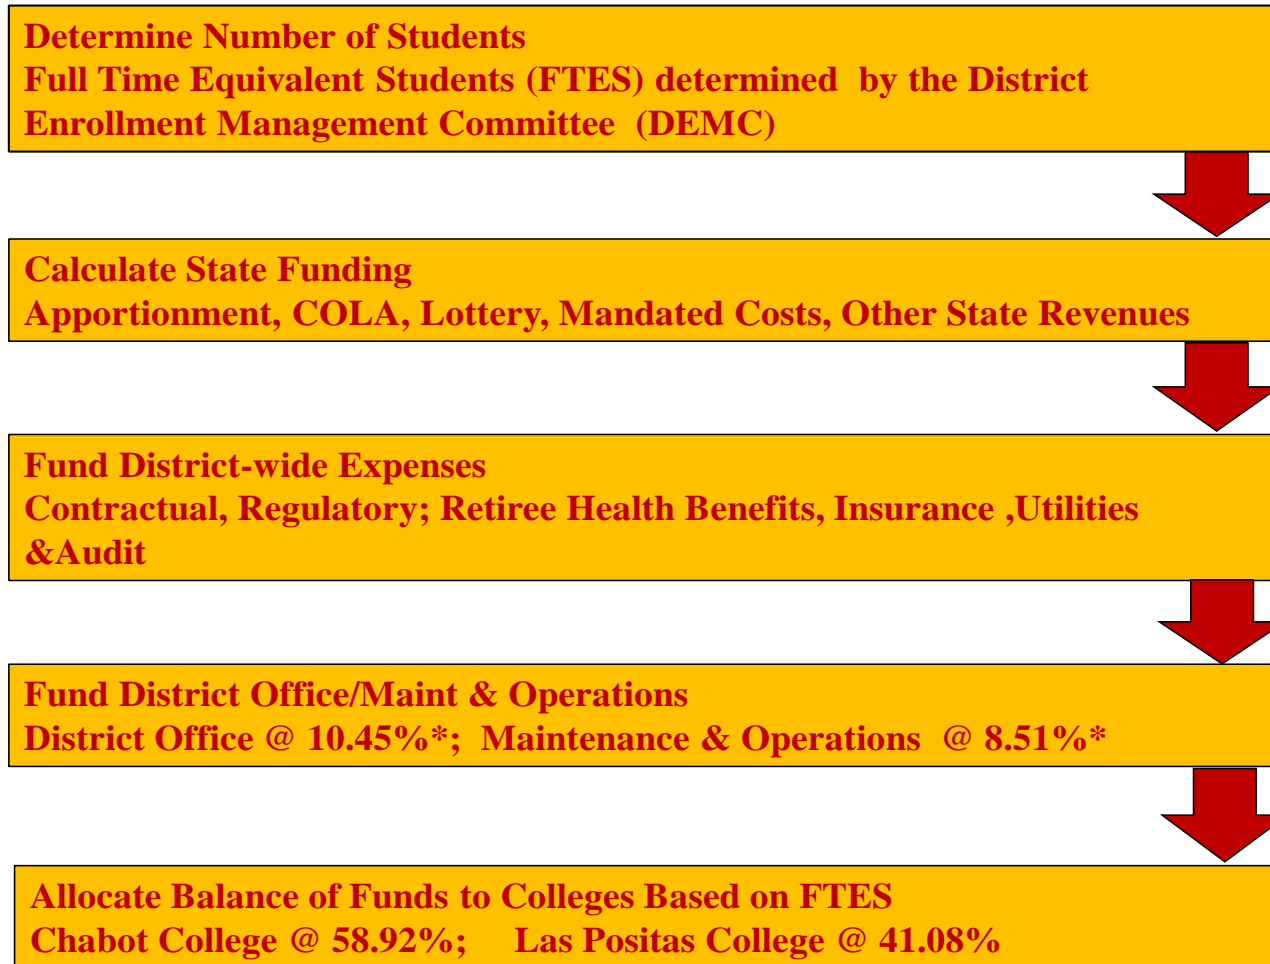 Determine Number of Students
Full Time Equivalent Students (FTES) determined  by the District
Enrollment Management Committee  (DEMC)
Calculate State Funding
Apportionment, COLA, Lottery, Mandated Costs, Other State Revenues
Fund District-wide Expenses
Contractual, Regulatory; Retiree Health Benefits, Insurance ,Utilities
&Audit
Fund District Office/Maint & Operations
District Office @ 10.45%*;  Maintenance & Operations  @ 8.51%*
Allocate Balance of Funds to Colleges Based on FTES
Chabot College @ 58.92%;    Las Positas College @ 41.08%